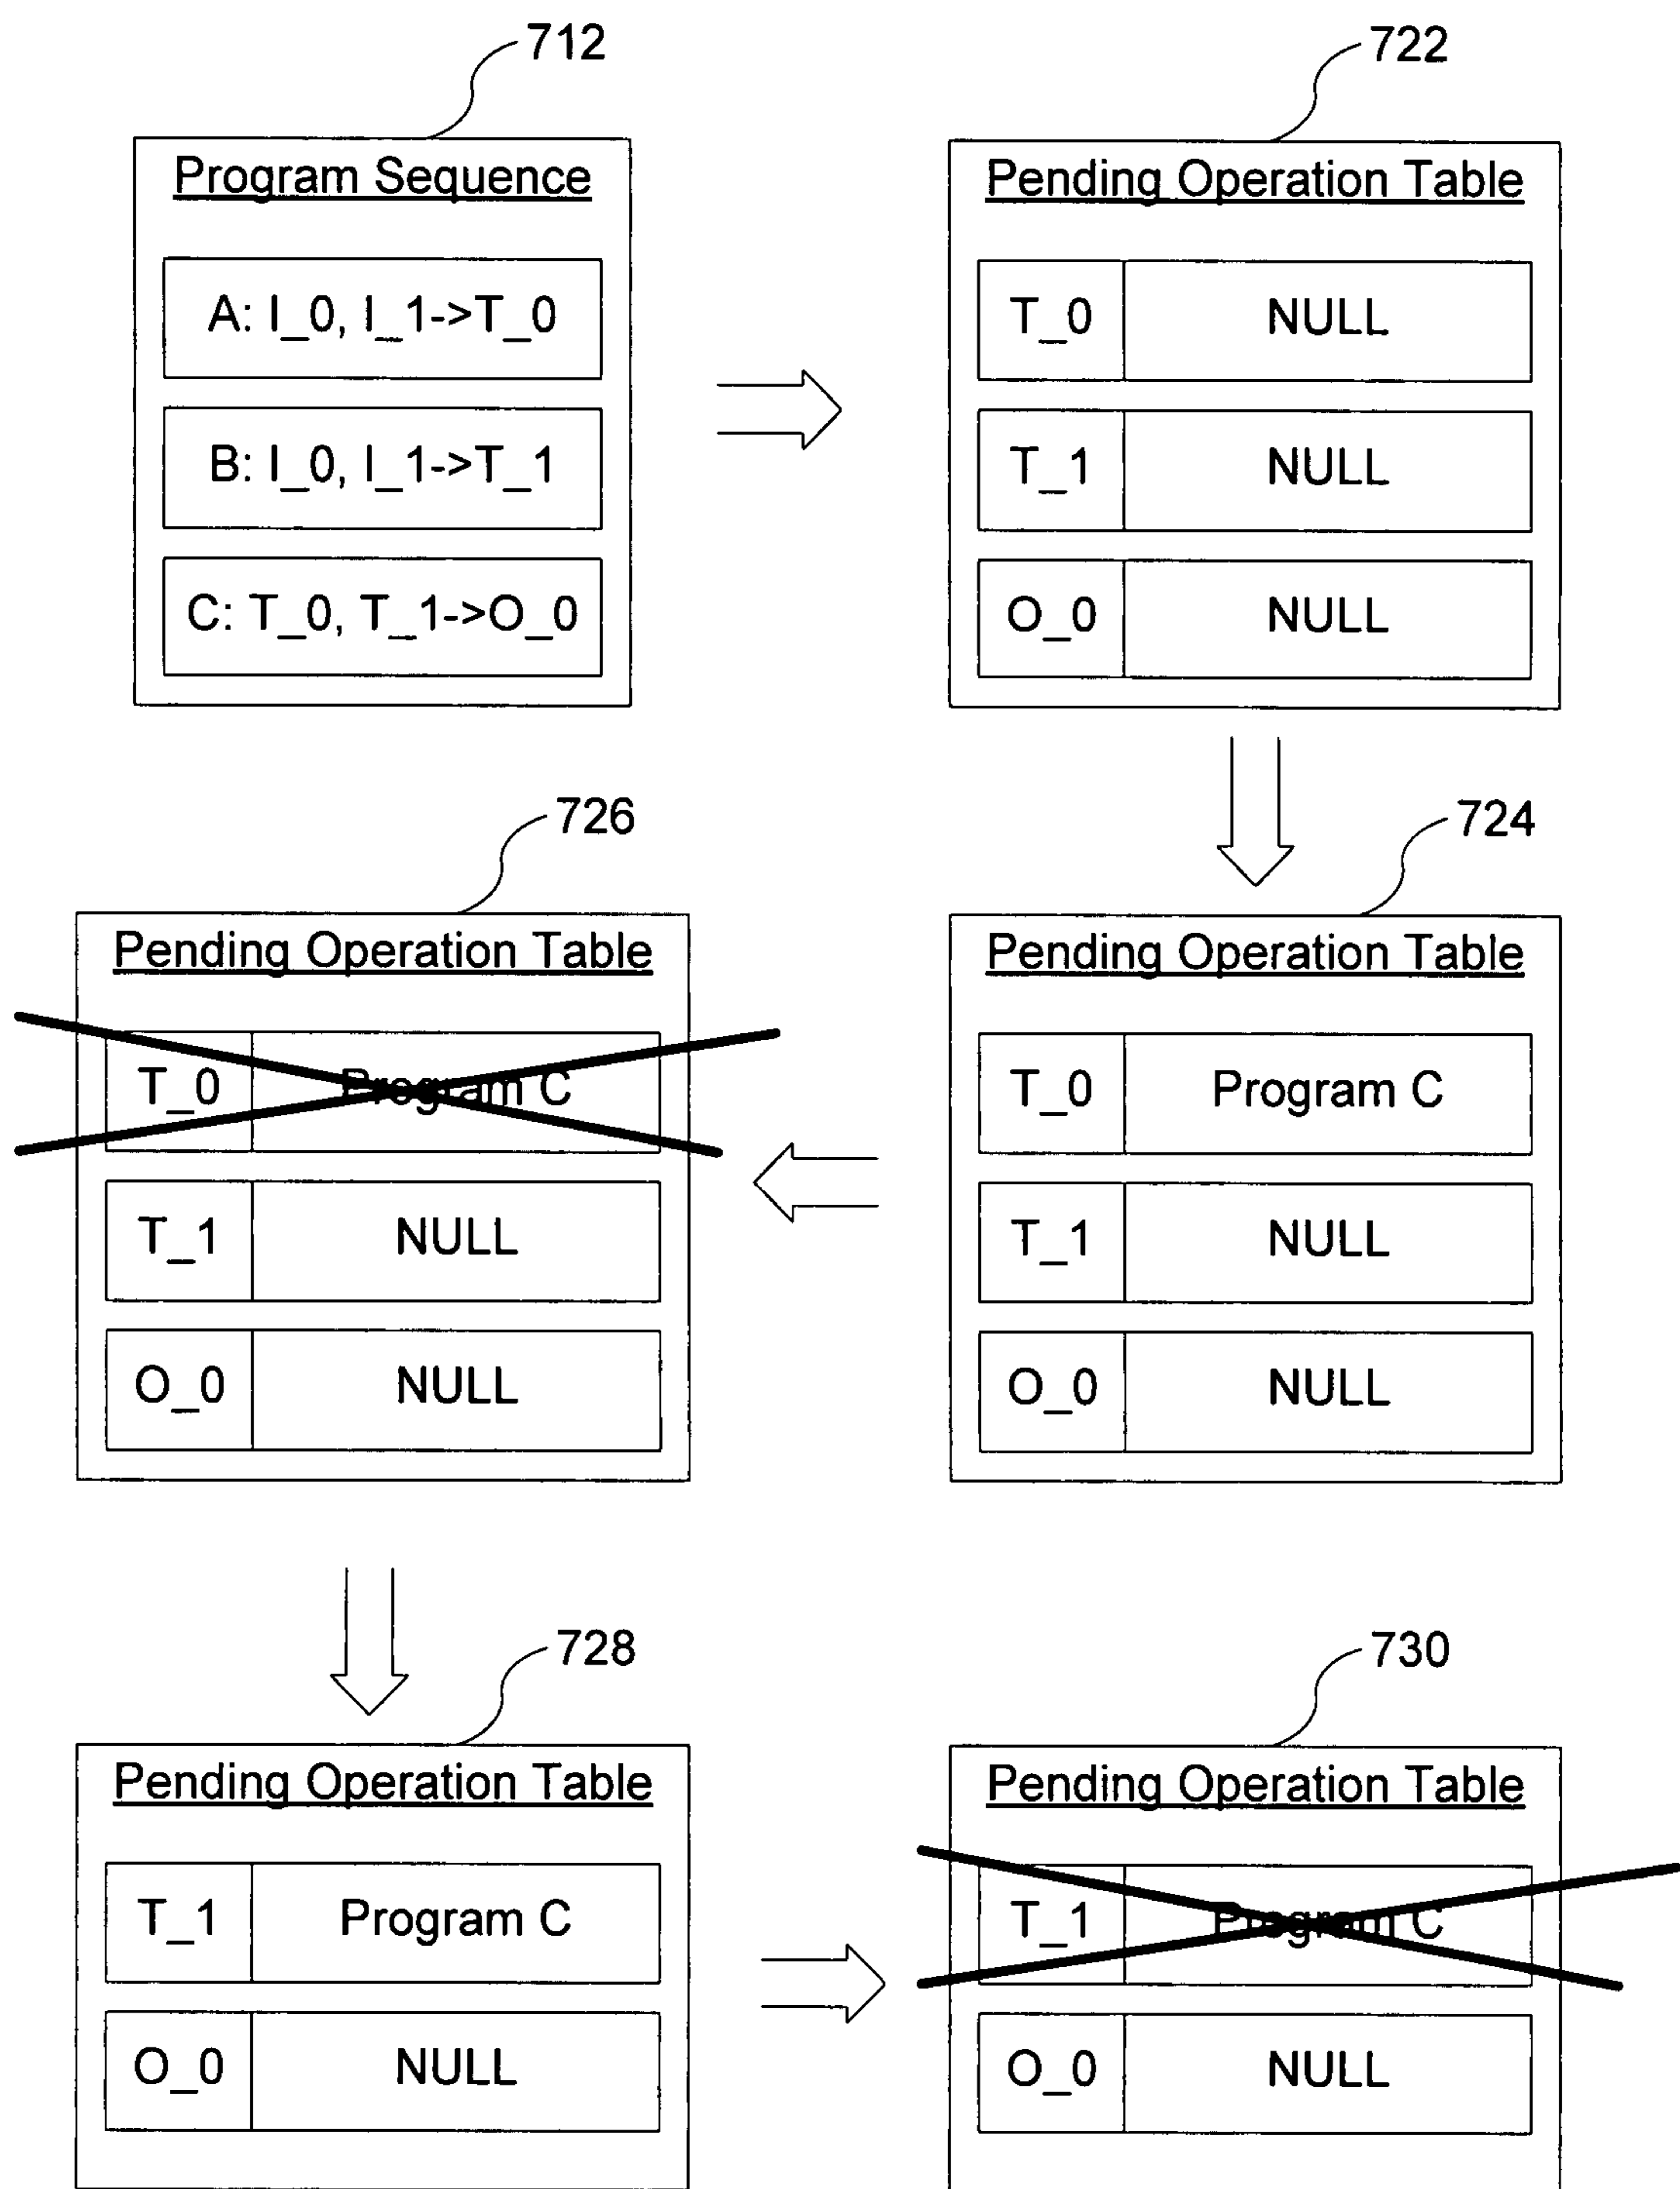 712
Program Sequence
A: I_0, I_1->T_0
B: I_0, I_1->T_1
C: T_0, T_1->O_0
722
Pending Operation Table
T_0 NULL
T_1 NULL
O_0 NULL
726
Pending Operation Table
T_0 Program C
T_1 NULL
O_0 NULL
724
Pending Operation Table
T_0 Program C
T_1 NULL
O_0 NULL
728
Pending Operation Table
T_1 Program C
O_0 NULL
730
Pending Operation Table
T_1 Program C
O_0 NULL